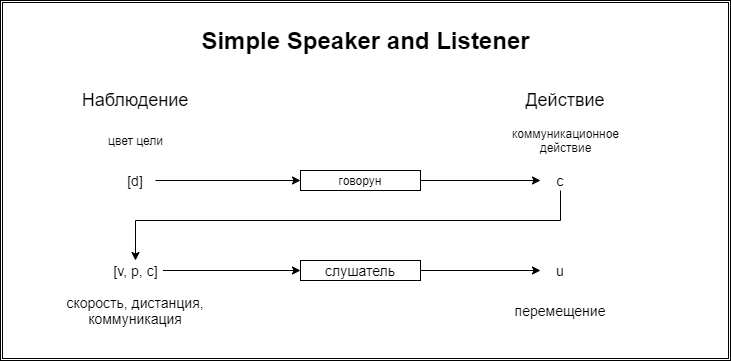 Simple Speaker and Listener
Наблюдение
Действие
цвет цели
коммуникационное
действие
[d]
говорун
c
[v, p, c]
слушатель
u
скорость, дистанция,
коммуникация
перемещение